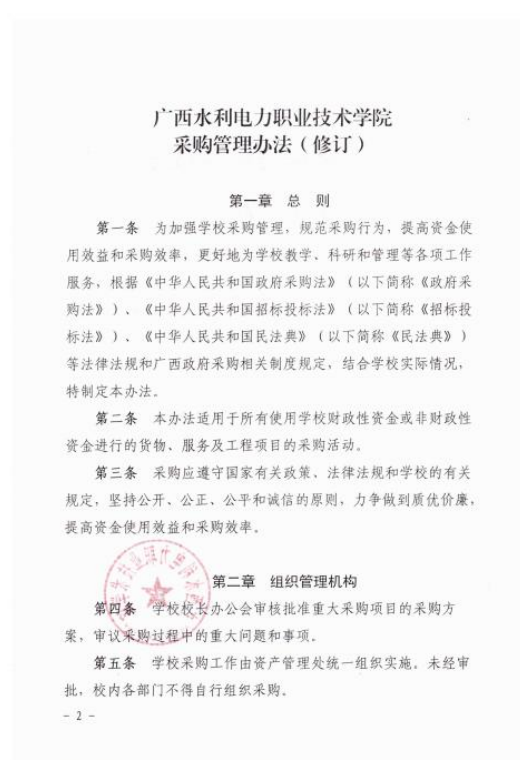 广西水利电力职业技术学院
采购管理办法（修订）
第一章 总 则
第一条 为加强学校采购管理，规范采购行为，提高资金使
用效益和采购效率，更好地为学校教学、科研和管理等各项工作
服务，根据《中华人民共和国政府采购法》（以下简称《政府采
购法》）、《中华人民共和国招标投标法》（以下简称《招标投
标法》）、《中华人民共和国民法典》（以下简称《民法典》）
等法律法规和广西政府采购相关制度规定，结合学校实际情况，
特制定本办法。
第二条 本办法适用于所有使用学校财政性资金或非财政性
资金进行的货物、服务及工程项目的采购活动。
第三条 采购应遵守国家有关政策、法律法规和学校的有关
规定，坚持公开、公正、公平和诚信的原则，力争做到质优价廉，
提高资金使用效益和采购效率。
第二章 组织管理机构
第四条 学校校长办公会审核批准重大采购项目的采购方
案，审议采购过程中的重大问题和事项。
第五条 学校采购工作由资产管理处统一组织实施。未经审
批，校内各部门不得自行组织采购。
- 2 -